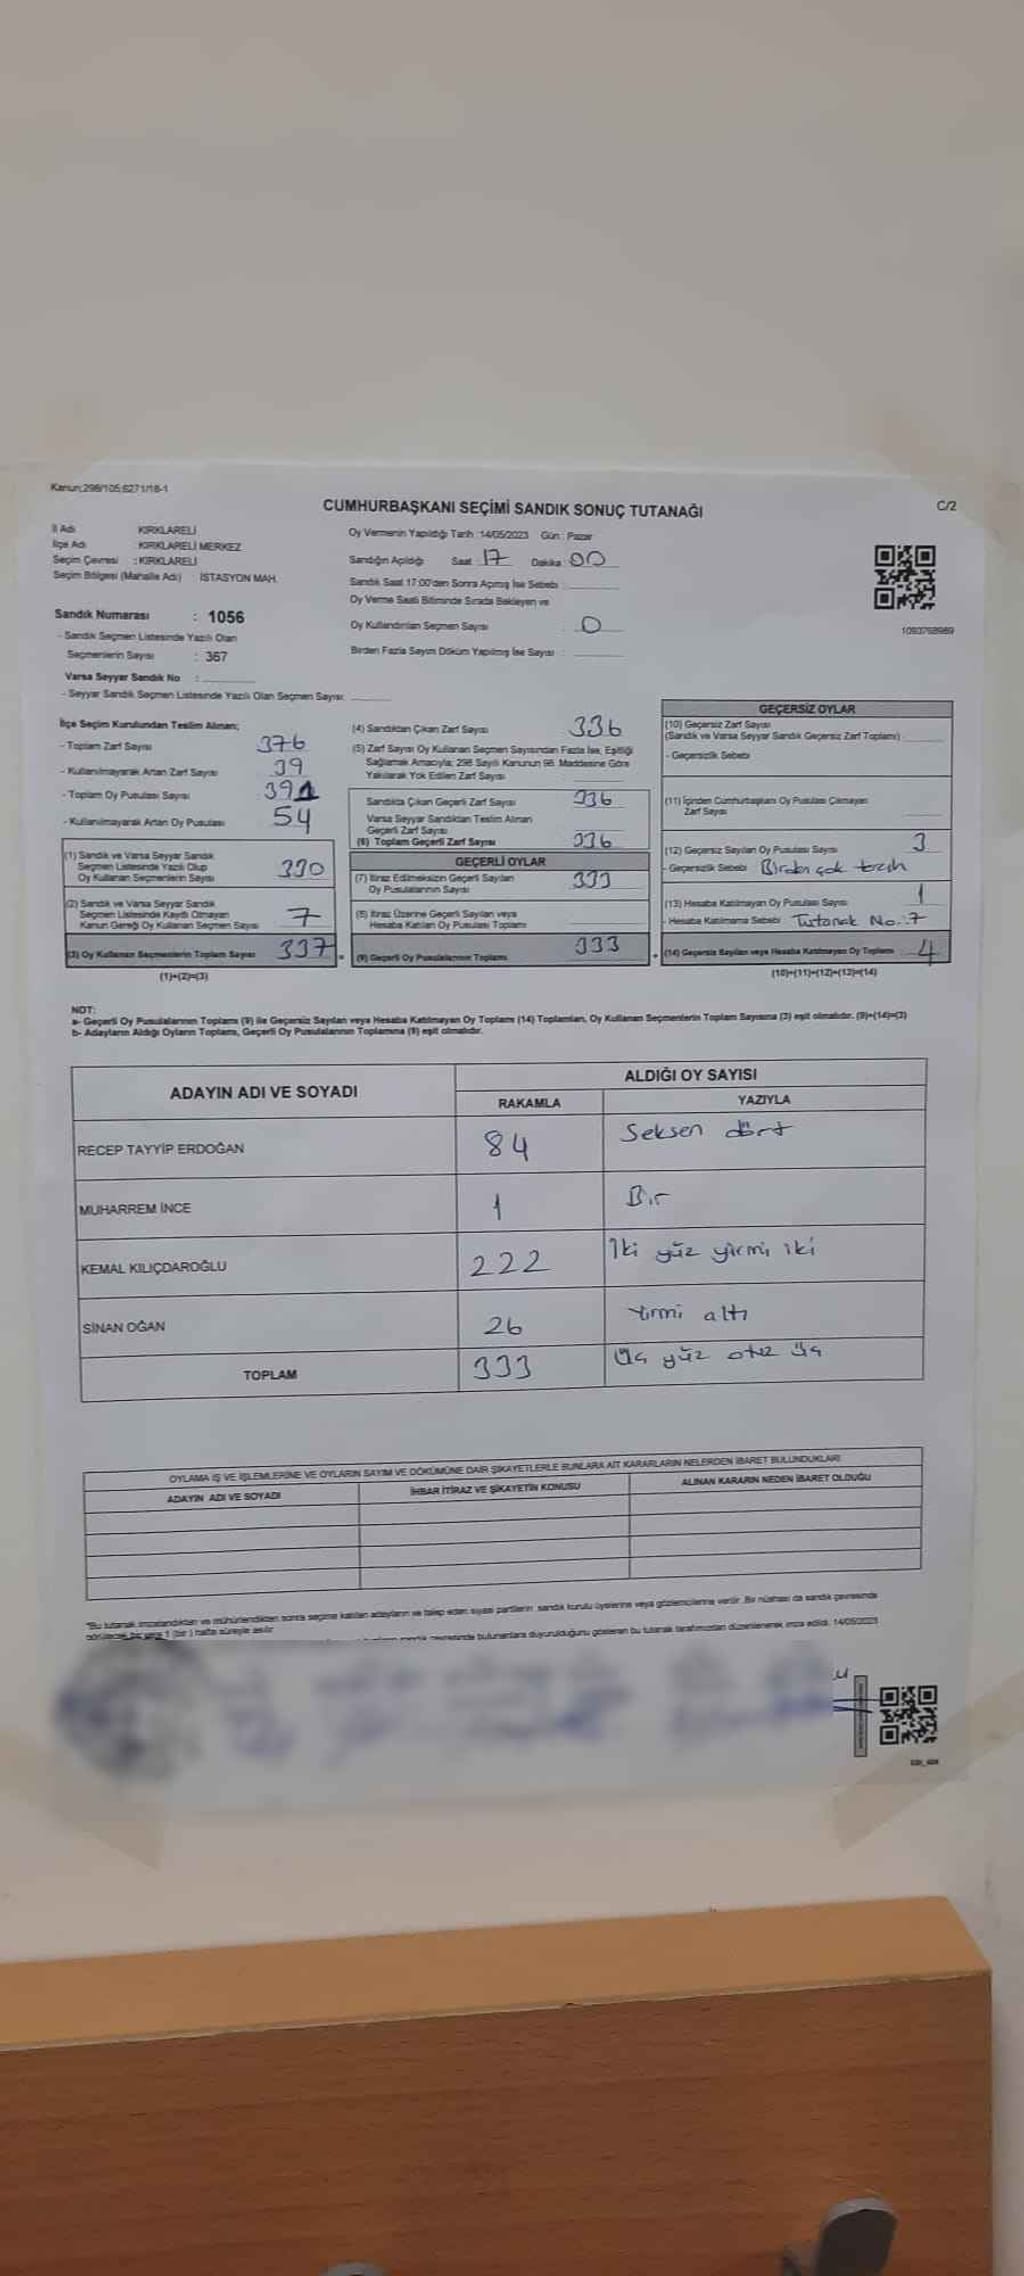 Kanun:298/105;6271/18-1
CUMHURBAŞKANI SEÇİMİ SANDIK SONUÇ TUTANAĞI
C/2
İl Adı KIRKLARELİ
İlçe Adı KIRKLARELİ MERKEZ
Seçim Çevresi : KIRKLARELİ
Seçim Bölgesi (Mahalle Adı) İSTASYON MAH.
Sandık Numarası : 1056
- Sandık Seçmen Listesinde Yazılı Olan
Seçmenlerin Sayısı : 367
Varsa Seyyar Sandık No :
- Seyyar Sandık Seçmen Listesinde Yazılı Olan Seçmen Sayısı:
Oy Vermenin Yapıldığı Tarih :14/05/2023 Gün : Pazar
Sandığın Açıldığı Saat 17 Dakika 00
Sandık Saat 17:00'den Sonra Açılmış İse Sebebi :
Oy Verme Saati Bitiminde Sırada Bekleyen ve
Oy Kullandırılan Seçmen Sayısı : 0
Birden Fazla Sayım Döküm Yapılmış İse Sayısı :
İlçe Seçim Kurulundan Teslim Alınan;
- Toplam Zarf Sayısı 376
- Kullanılmayarak Artan Zarf Sayısı 39
- Toplam Oy Pusulası Sayısı 391
- Kullanılmayarak Artan Oy Pusulası 54
(1) Sandık ve Varsa Seyyar Sandık
Seçmen Listesinde Yazılı Olup
Oy Kullanan Seçmenlerin Sayısı 330
(2) Sandık ve Varsa Seyyar Sandık
Seçmen Listesinde Kaydı Olmayan
Kanun Gereği Oy Kullanan Seçmen Sayısı 7
(3) Oy Kullanan Seçmenlerin Toplam Sayısı 337
(1)+(2)=(3)
(4) Sandıktan Çıkan Zarf Sayısı 336
(5) Zarf Sayısı Oy Kullanan Seçmen Sayısından Fazla İse, Eşitliği
Sağlamak Amacıyla; 298 Sayılı Kanunun 98. Maddesine Göre
Yakılarak Yok Edilen Zarf Sayısı
Sandıkta Çıkan Geçerli Zarf Sayısı 336
Varsa Seyyar Sandıktan Teslim Alınan
Geçerli Zarf Sayısı
(6) Toplam Geçerli Zarf Sayısı 336
GEÇERLİ OYLAR
(7) İtiraz Edilmeksizin Geçerli Sayılan
Oy Pusulalarının Sayısı 333
(8) İtiraz Üzerine Geçerli Sayılan veya
Hesaba Katılan Oy Pusulası Toplamı
(9) Geçerli Oy Pusulalarının Toplamı 333
GEÇERSİZ OYLAR
(10) Geçersiz Zarf Sayısı
(Sandık ve Varsa Seyyar Sandık Geçersiz Zarf Toplamı)
- Geçersizlik Sebebi
(11) İçinden Cumhurbaşkanı Oy Pusulası Çıkmayan
Zarf Sayısı
(12) Geçersiz Sayılan Oy Pusulası Sayısı 3
- Geçersizlik Sebebi Birden çok tercih
(13) Hesaba Katılmayan Oy Pusulası Sayısı 1
- Hesaba Katılmama Sebebi Tutanak No:7
(14) Geçersiz Sayılan veya Hesaba Katılmayan Oy Toplamı 4
(10)+(11)+(12)+(13)=(14)
1093768989
NOT:
a- Geçerli Oy Pusulalarının Toplamı (9) ile Geçersiz Sayılan veya Hesaba Katılmayan Oy Toplamı (14) Toplamları, Oy Kullanan Seçmenlerin Toplam Sayısına (3) eşit olmalıdır. (9)+(14)=(3)
b- Adayların Aldığı Oyların Toplamı, Geçerli Oy Pusulalarının Toplamına (9) eşit olmalıdır.
ADAYIN ADI VE SOYADI
ALDIĞI OY SAYISI
RAKAMLA YAZIYLA
RECEP TAYYİP ERDOĞAN 84 Seksen dört
MUHARREM İNCE 1 Bir
KEMAL KILIÇDAROĞLU 222 İki yüz yirmi iki
SİNAN OĞAN 26 Yirmi altı
TOPLAM 333 Üç yüz otuz üç
OYLAMA İŞ VE İŞLEMLERİNE VE OYLARIN SAYIM VE DÖKÜMÜNE DAİR ŞİKAYETLERLE BUNLARA AİT KARARLARIN NELERDEN İBARET BULUNDUKLARI
ADAYIN ADI VE SOYADI
İHBAR İTİRAZ VE ŞİKAYETİN KONUSU
ALINAN KARARIN NEDEN İBARET OLDUĞU
"Bu tutanak imzalandıktan ve mühürlendikten sonra seçime katılan adayların ve talep eden siyasi partilerin sandık kurulu üyelerine veya gözlemcilerine verilir. Bir nüshası da sandık çevresinde
görülecek bir yere 1 (bir) hafta süreyle asılır
sandık çevresinde bulunanlara duyurulduğunu gösteren bu tutanak tarafımızdan düzenlenerek imza edildi. 14/05/2023